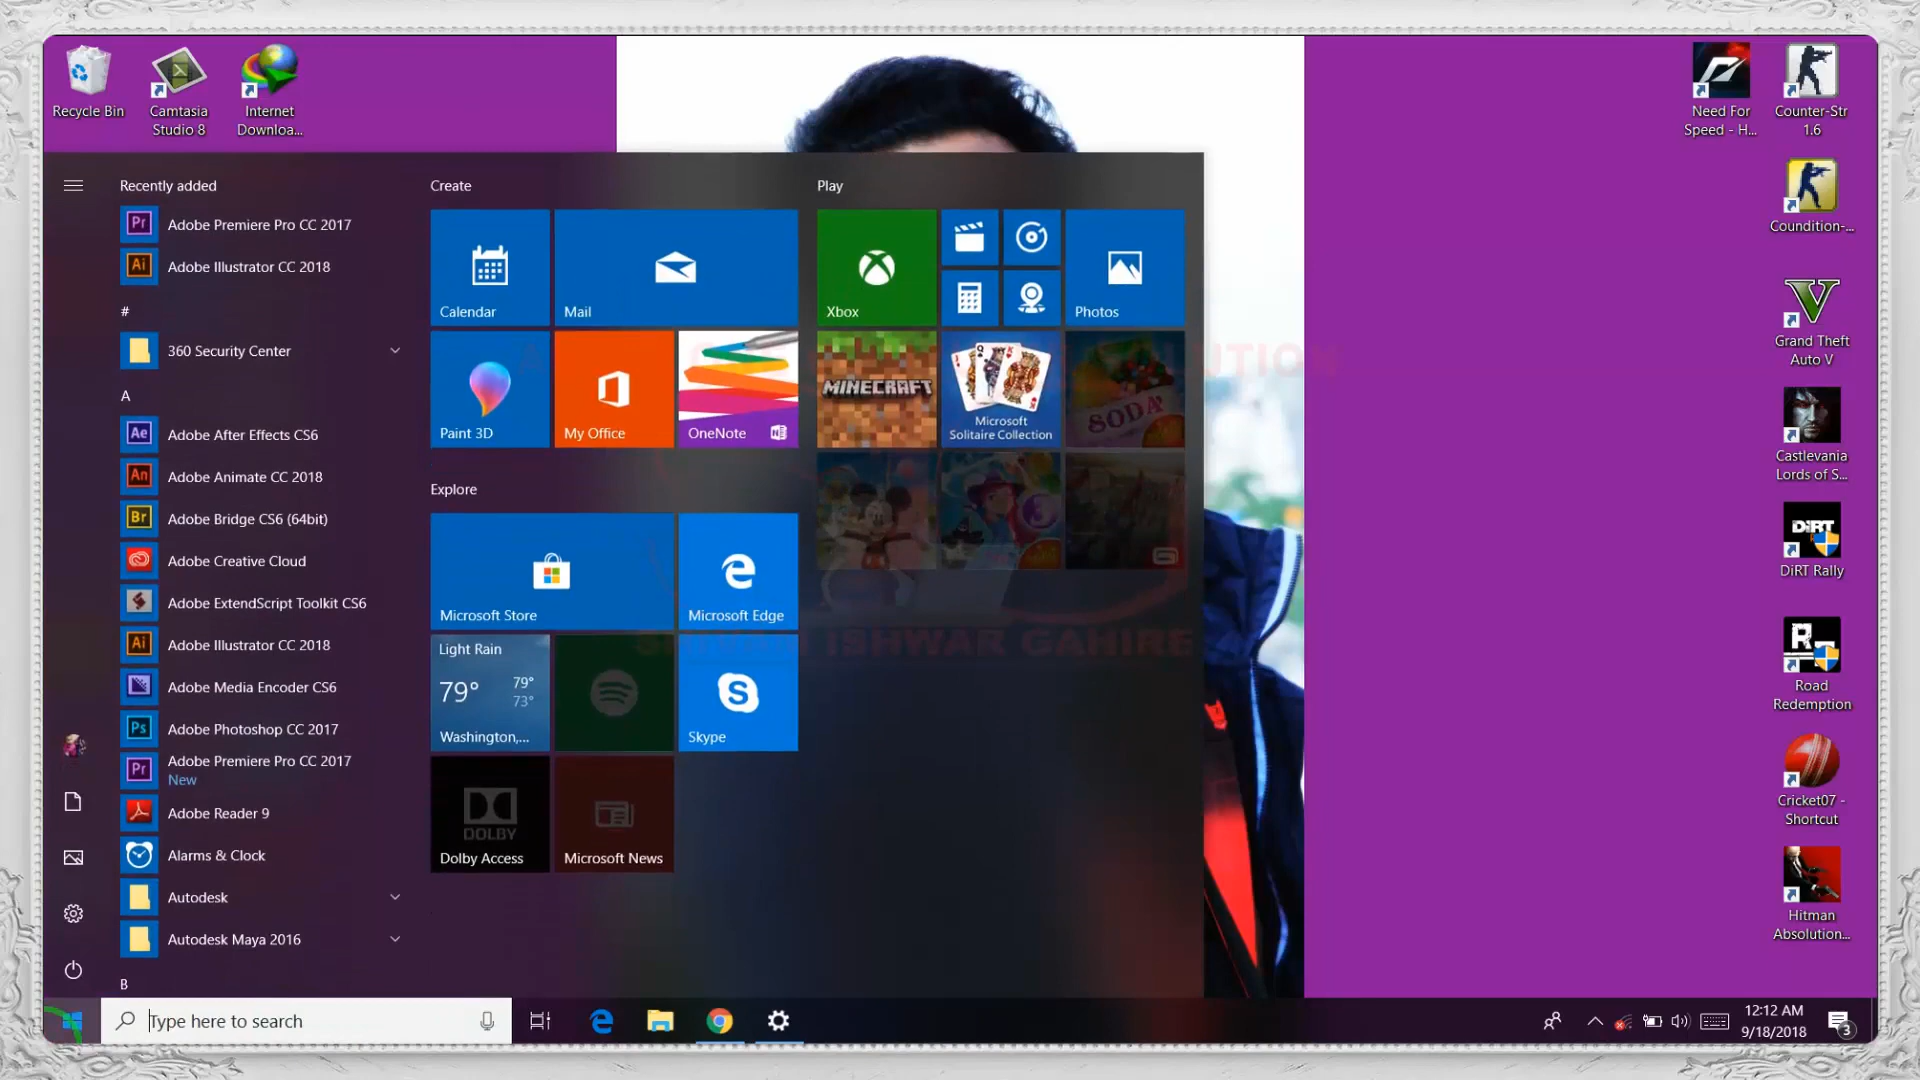 Recycle Bin
Camtasia
Studio 8
Internet
Downloa...
Need For
Speed - H...
Counter-Str
1.6
Coundition-...
Grand Theft
Auto V
Castlevania
Lords of S...
DiRT
DiRT Rally
Road
Redemption
Cricket07 -
Shortcut
Hitman
Absolution...
Recently added
Adobe Premiere Pro CC 2017
Adobe Illustrator CC 2018
#
360 Security Center
A
Adobe After Effects CS6
Adobe Animate CC 2018
Adobe Bridge CS6 (64bit)
Adobe Creative Cloud
Adobe ExtendScript Toolkit CS6
Adobe Illustrator CC 2018
Adobe Media Encoder CS6
Adobe Photoshop CC 2017
Adobe Premiere Pro CC 2017
New
Adobe Reader 9
Alarms & Clock
Autodesk
Autodesk Maya 2016
B
Create
Calendar
Mail
Paint 3D
My Office
OneNote
Explore
Microsoft Store
Microsoft Edge
Light Rain
79°
79°
73°
Washington,...
Skype
DOLBY
Dolby Access
Microsoft News
Play
Xbox
Photos
MINECRAFT
Microsoft
Solitaire Collection
SODA
ISHWAR GAHIRE
Type here to search
12:12 AM
9/18/2018
3